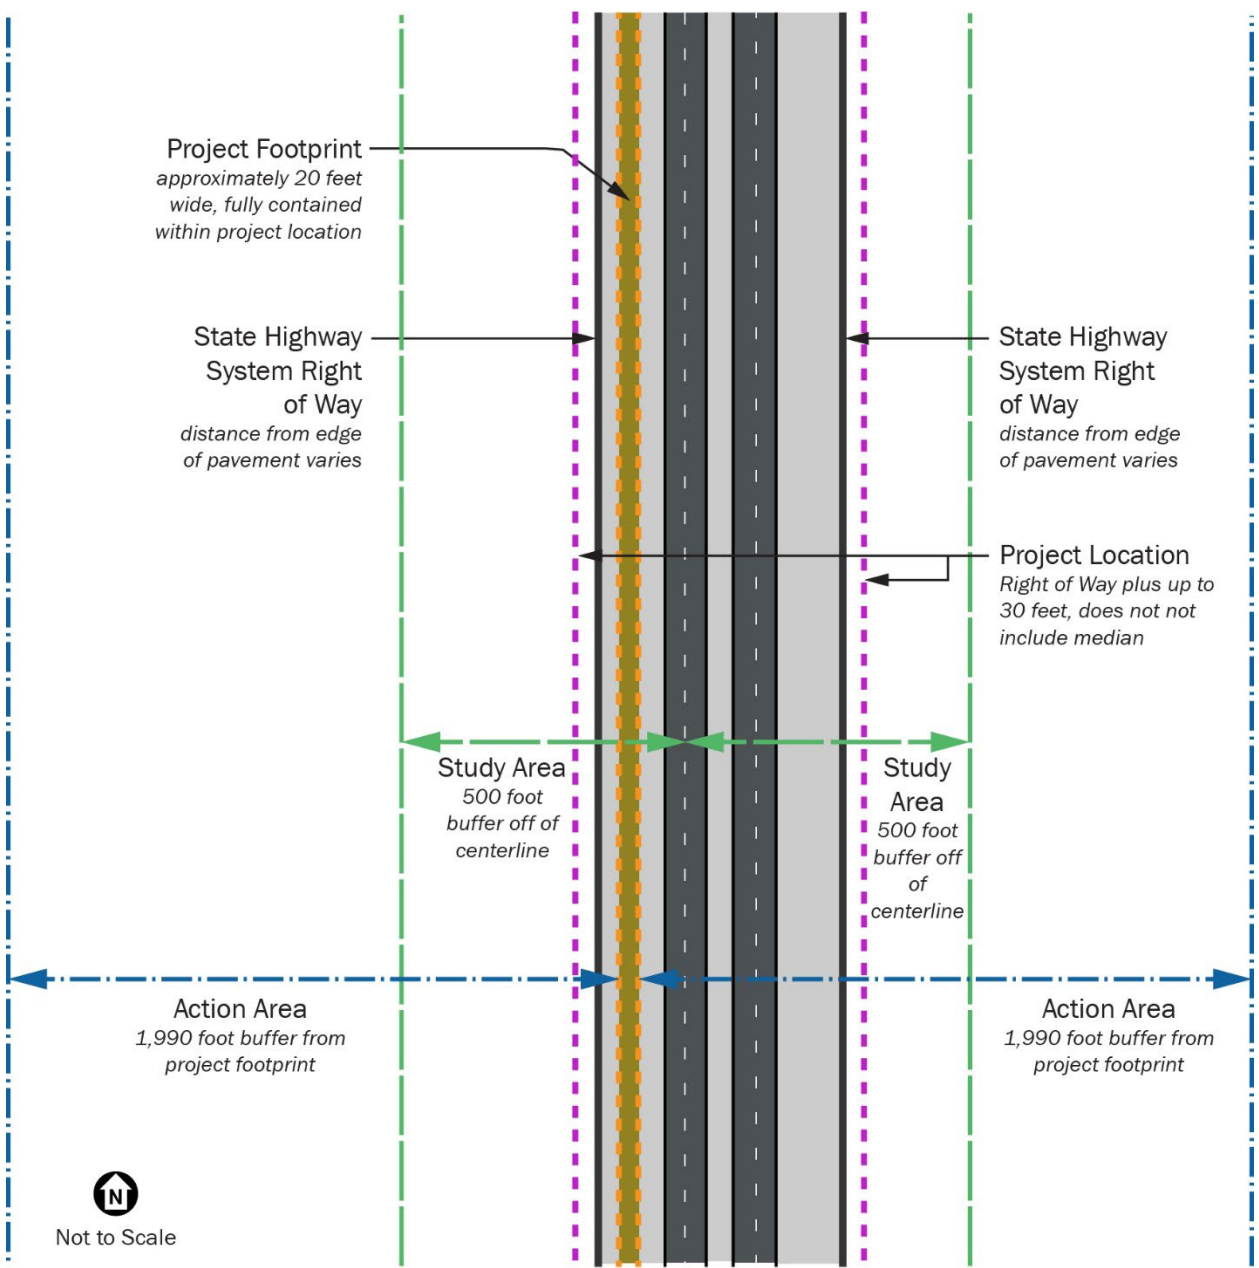 Project Footprint
approximately 20 feet
wide, fully contained
within project location
State Highway
System Right
of Way
distance from edge
of pavement varies
State Highway
System Right
of Way
distance from edge
of pavement varies
Project Location
Right of Way plus up to
30 feet, does not not
include median
Study Area
500 foot
buffer off of
centerline
Study
Area
500 foot
buffer off
of
centerline
Action Area
1,990 foot buffer from
project footprint
Action Area
1,990 foot buffer from
project footprint
N
Not to Scale